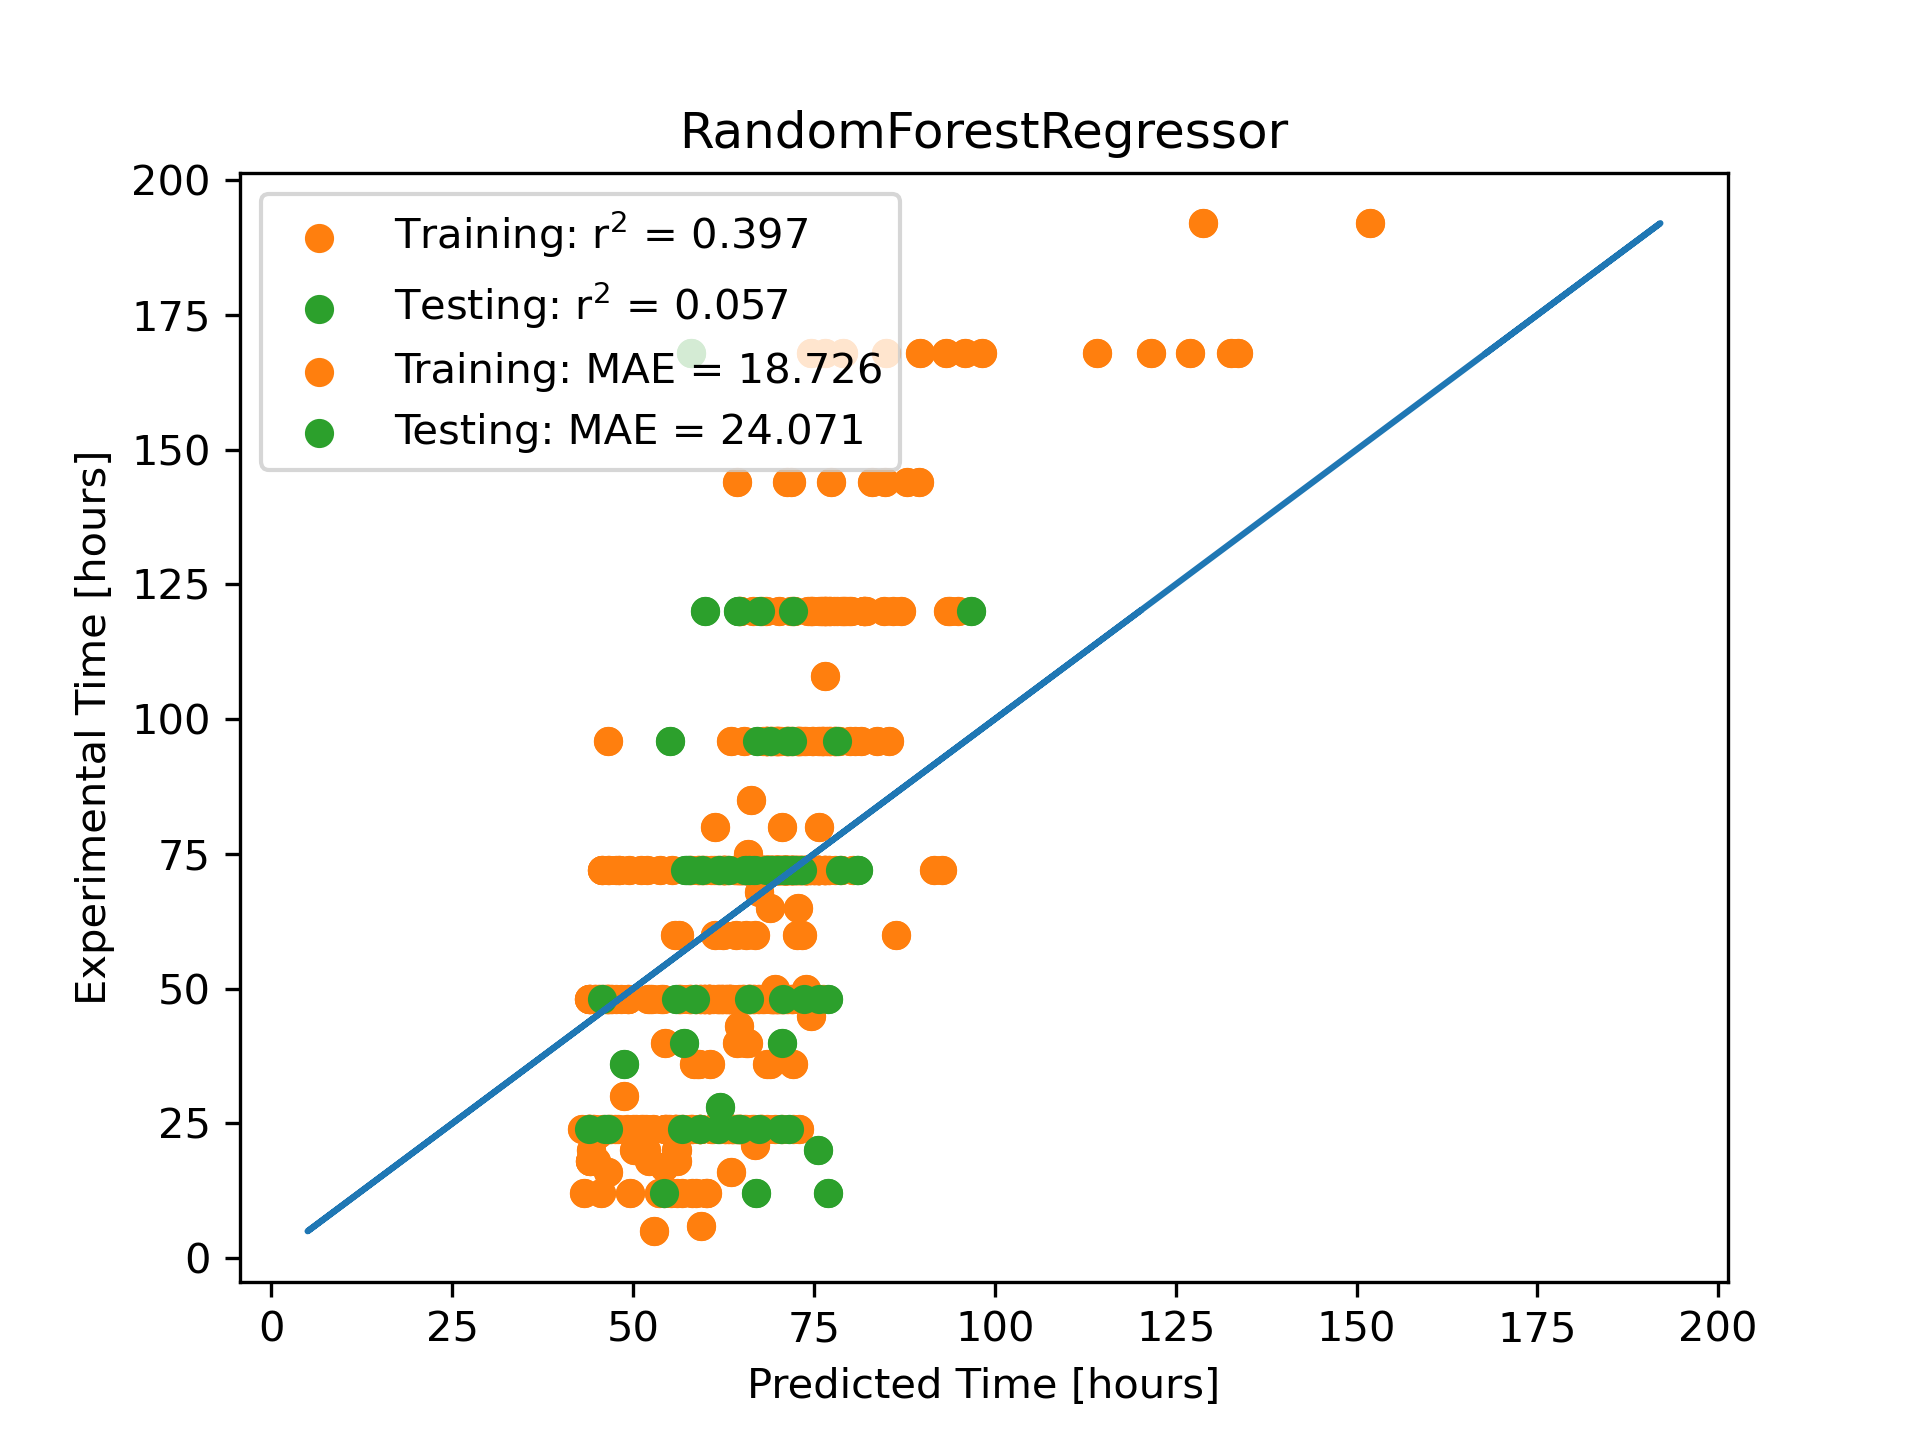 RandomForestRegressor
Training: r² = 0.397
Testing: r² = 0.057
Training: MAE = 18.726
Testing: MAE = 24.071
Experimental Time [hours]
200
175
150
125
100
75
50
25
0
0 25 50 75 100 125 150 175 200
Predicted Time [hours]